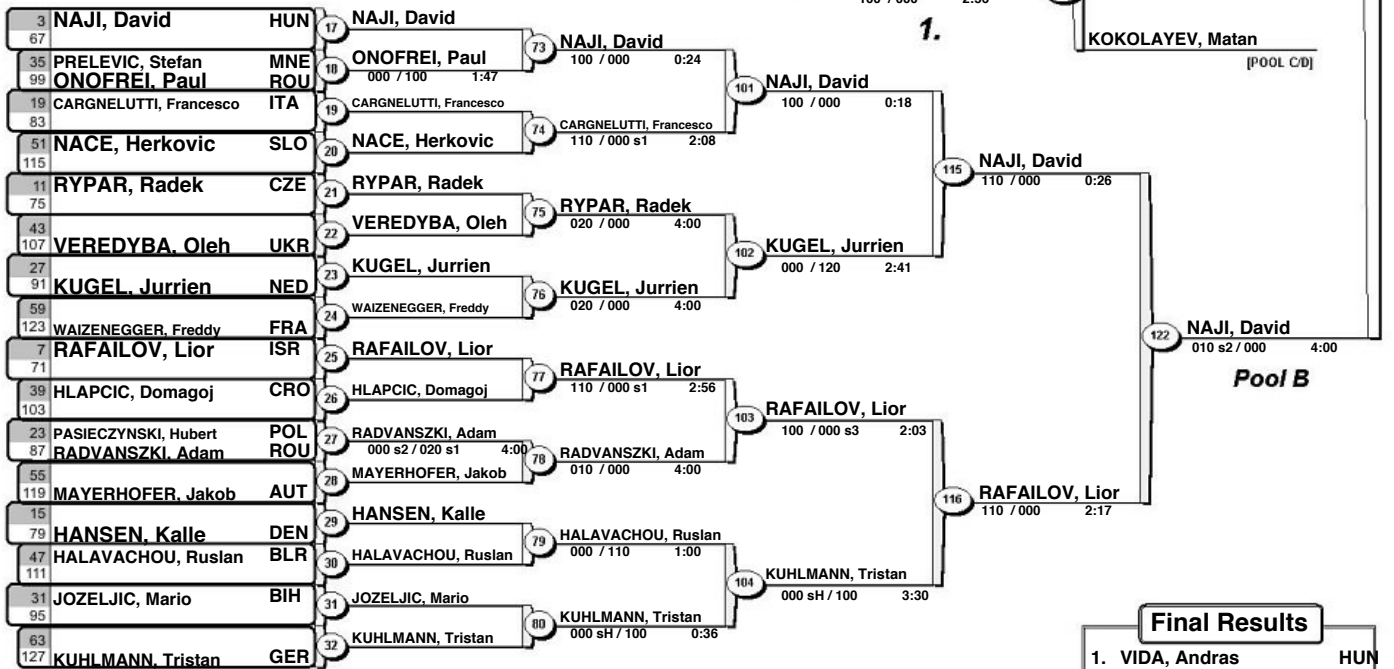 3 NAJI, David HUN
67
35 PRELEVIC, Stefan MNE
99 ONOFREI, Paul ROU
19 CARGNELUTTI, Francesco ITA
83
51 NACE, Herkovic SLO
115
11 RYPAR, Radek CZE
75
43
107 VEREDYBA, Oleh UKR
27
91 KUGEL, Jurrien NED
59
123 WAIZENEGGER, Freddy FRA
7 RAFAILOV, Lior ISR
71
39 HLAPCIC, Domagoj CRO
103
23 PASIECZYNSKI, Hubert POL
87 RADVANSZKI, Adam ROU
55
119 MAYERHOFER, Jakob AUT
15
79 HANSEN, Kalle DEN
47 HALAVACHOU, Ruslan BLR
111
31 JOZELJIC, Mario BIH
95
63
127 KUHLMANN, Tristan GER
17 NAJI, David
18 ONOFREI, Paul
000 / 100 1:47
19 CARGNELUTTI, Francesco
20 NACE, Herkovic
21 RYPAR, Radek
22 VEREDYBA, Oleh
23 KUGEL, Jurrien
24 WAIZENEGGER, Freddy
25 RAFAILOV, Lior
26 HLAPCIC, Domagoj
27 RADVANSZKI, Adam
000 s2 / 020 s1 4:00
28 MAYERHOFER, Jakob
29 HANSEN, Kalle
30 HALAVACHOU, Ruslan
31 JOZELJIC, Mario
32 KUHLMANN, Tristan
73 NAJI, David
100 / 000 0:24
74 CARGNELUTTI, Francesco
110 / 000 s1 2:08
75 RYPAR, Radek
020 / 000 4:00
76 KUGEL, Jurrien
020 / 000 4:00
77 RAFAILOV, Lior
110 / 000 s1 2:56
78 RADVANSZKI, Adam
010 / 000 4:00
79 HALAVACHOU, Ruslan
000 / 110 1:00
80 KUHLMANN, Tristan
000 sH / 100 0:36
101 NAJI, David
100 / 000 0:18
102 KUGEL, Jurrien
000 / 120 2:41
103 RAFAILOV, Lior
100 / 000 s3 2:03
104 KUHLMANN, Tristan
000 sH / 100 3:30
115 NAJI, David
110 / 000 0:26
116 RAFAILOV, Lior
110 / 000 2:17
122 NAJI, David
010 s2 / 000 4:00
Pool B
1.
KOKOLAYEV, Matan
[POOL C/D]
Final Results
1. VIDA, Andras HUN